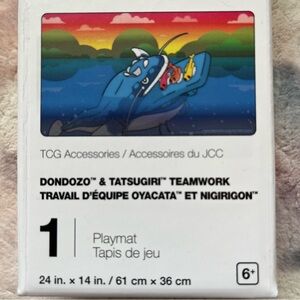 TCG Accessories / Accessoires du JCC
DONDOZO™ & TATSUGIRI™ TEAMWORK
TRAVAIL D'ÉQUIPE OYACATA™ ET NIGIRIGON™
1
Playmat
Tapis de jeu
24 in. x 14 in. / 61 cm x 36 cm
6+